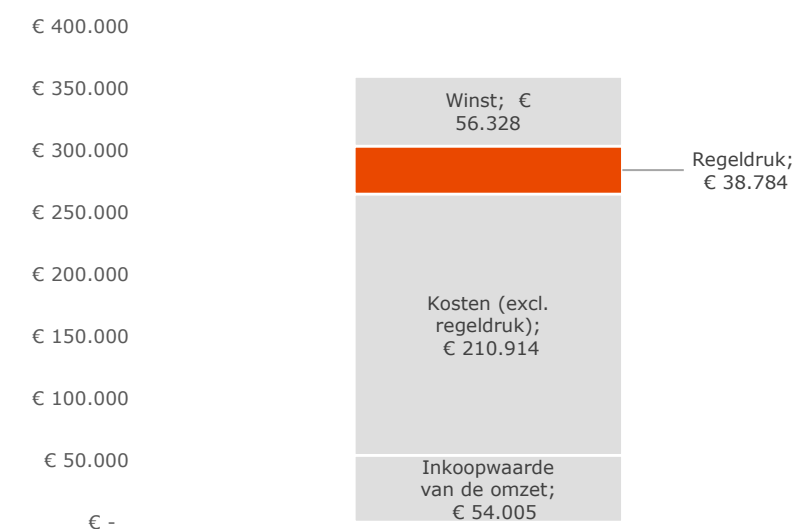 € 400.000
€ 350.000
€ 300.000
€ 250.000
€ 200.000
€ 150.000
€ 100.000
€ 50.000
€ -
Winst; €
56.328
Regeldruk;
€ 38.784
Kosten (excl.
regeldruk);
€ 210.914
Inkoopwaarde
van de omzet;
€ 54.005